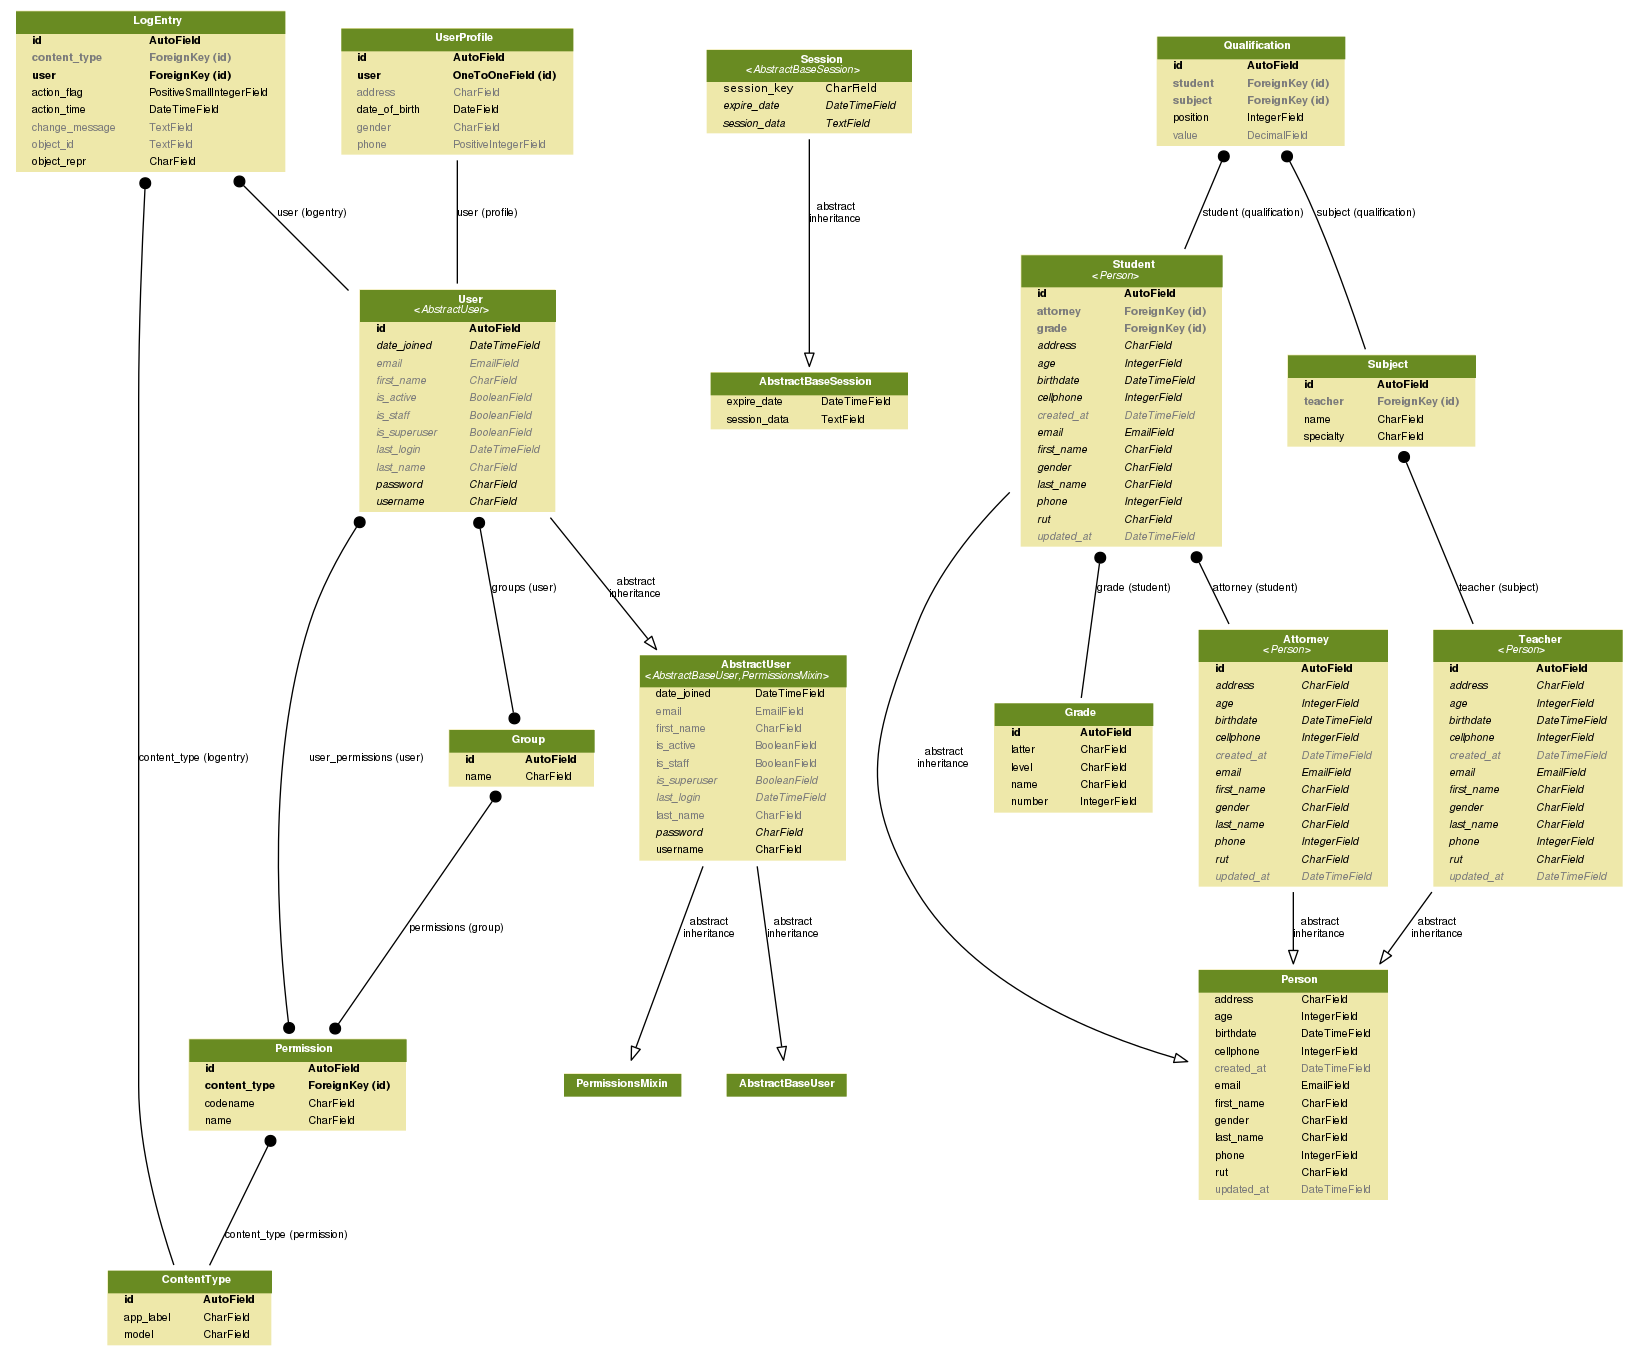 LogEntry
id AutoField
content_type ForeignKey (id)
user ForeignKey (id)
action_flag PositiveSmallIntegerField
action_time DateTimeField
change_message TextField
object_id TextField
object_repr CharField
UserProfile
id AutoField
user OneToOneField (id)
address CharField
date_of_birth DateField
gender CharField
phone PositiveIntegerField
Session
<AbstractBaseSession>
session_key CharField
expire_date DateTimeField
session_data TextField
Qualification
id AutoField
student ForeignKey (id)
subject ForeignKey (id)
position IntegerField
value DecimalField
user (logentry)
user (profile)
abstract
inheritance
student (qualification)
subject (qualification)
User
<AbstractUser>
id AutoField
date_joined DateTimeField
email EmailField
first_name CharField
is_active BooleanField
is_staff BooleanField
is_superuser BooleanField
last_login DateTimeField
last_name CharField
password CharField
username CharField
AbstractBaseSession
expire_date DateTimeField
session_data TextField
Student
<Person>
id AutoField
attorney ForeignKey (id)
grade ForeignKey (id)
address CharField
age IntegerField
birthdate DateTimeField
cellphone IntegerField
created_at DateTimeField
email EmailField
first_name CharField
gender CharField
last_name CharField
phone IntegerField
rut CharField
updated_at DateTimeField
Subject
id AutoField
teacher ForeignKey (id)
name CharField
specialty CharField
groups (user)
abstract
inheritance
grade (student)
attorney (student)
teacher (subject)
content_type (logentry)
user_permissions (user)
Group
id AutoField
name CharField
AbstractUser
<AbstractBaseUser,PermissionsMixin>
date_joined DateTimeField
email EmailField
first_name CharField
is_active BooleanField
is_staff BooleanField
is_superuser BooleanField
last_login DateTimeField
last_name CharField
password CharField
username CharField
abstract
inheritance
Grade
id AutoField
latter CharField
level CharField
name CharField
number IntegerField
Attorney
<Person>
id AutoField
address CharField
age IntegerField
birthdate DateTimeField
cellphone IntegerField
created_at DateTimeField
email EmailField
first_name CharField
gender CharField
last_name CharField
phone IntegerField
rut CharField
updated_at DateTimeField
Teacher
<Person>
id AutoField
address CharField
age IntegerField
birthdate DateTimeField
cellphone IntegerField
created_at DateTimeField
email EmailField
first_name CharField
gender CharField
last_name CharField
phone IntegerField
rut CharField
updated_at DateTimeField
permissions (group)
abstract
inheritance
abstract
inheritance
abstract
inheritance
abstract
inheritance
Permission
id AutoField
content_type ForeignKey (id)
codename CharField
name CharField
PermissionsMixin
AbstractBaseUser
Person
address CharField
age IntegerField
birthdate DateTimeField
cellphone IntegerField
created_at DateTimeField
email EmailField
first_name CharField
gender CharField
last_name CharField
phone IntegerField
rut CharField
updated_at DateTimeField
content_type (permission)
ContentType
id AutoField
app_label CharField
model CharField